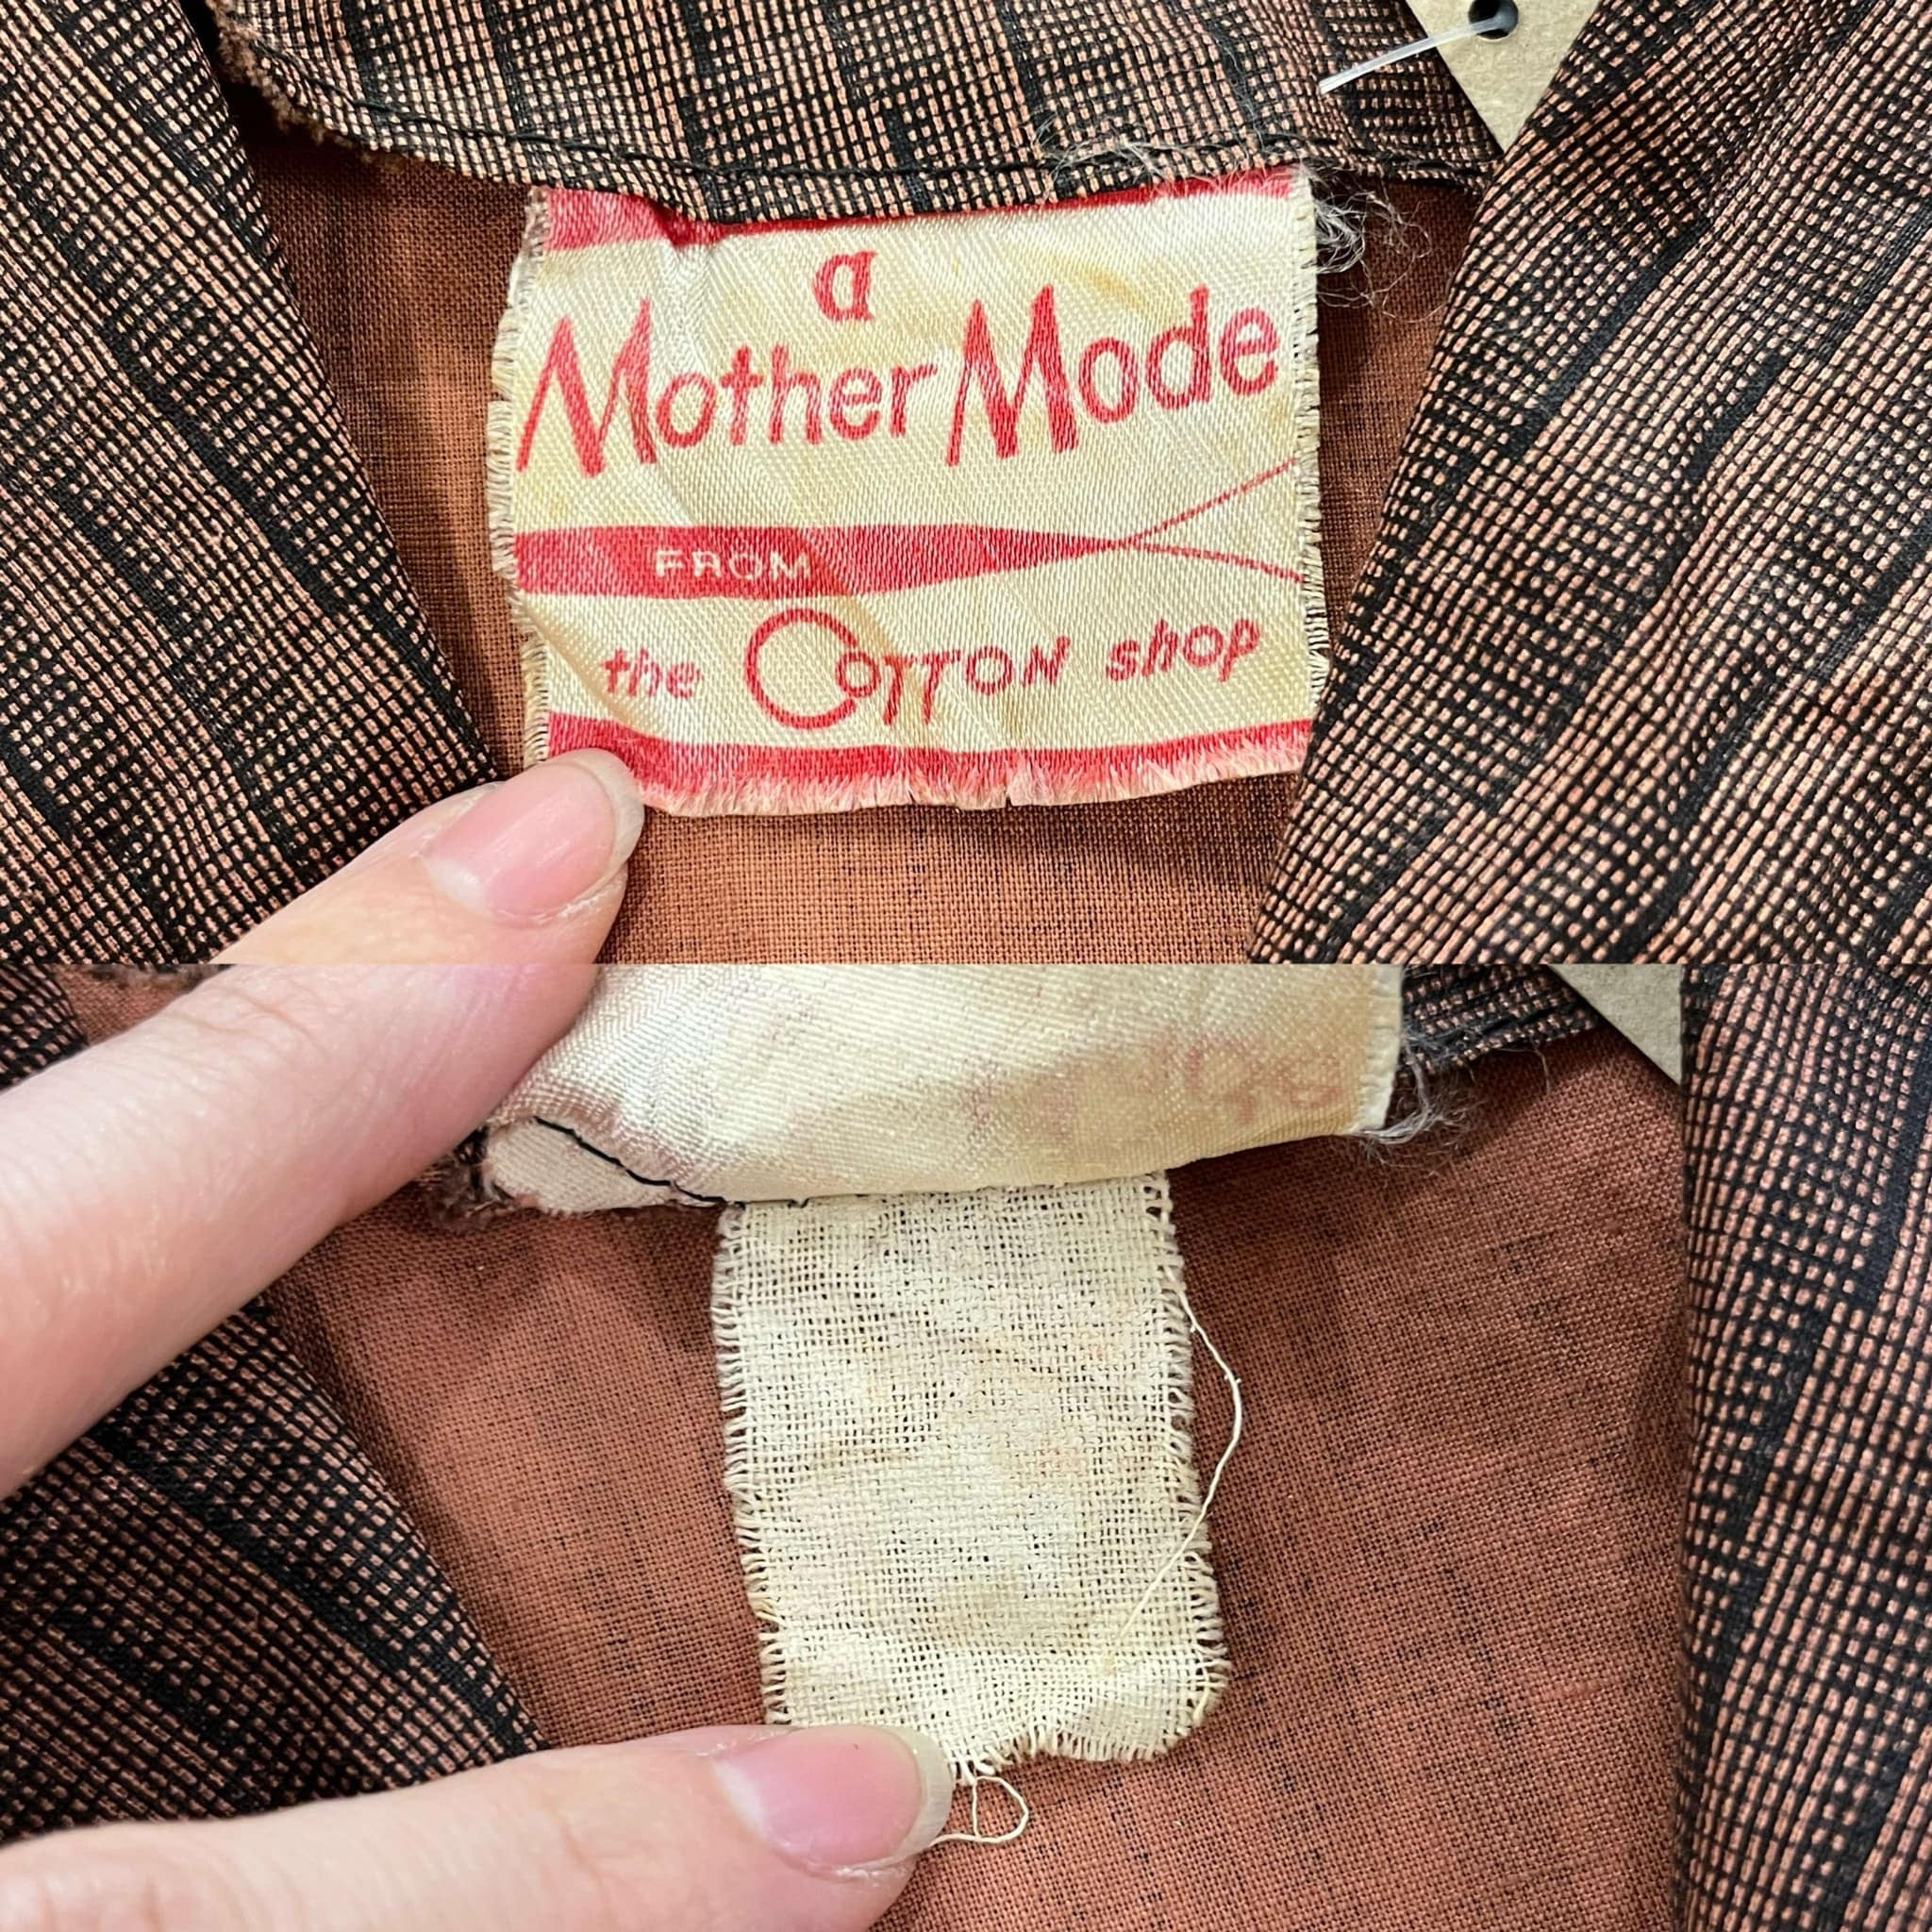 a
Mother Mode
FROM
the COTTON shop